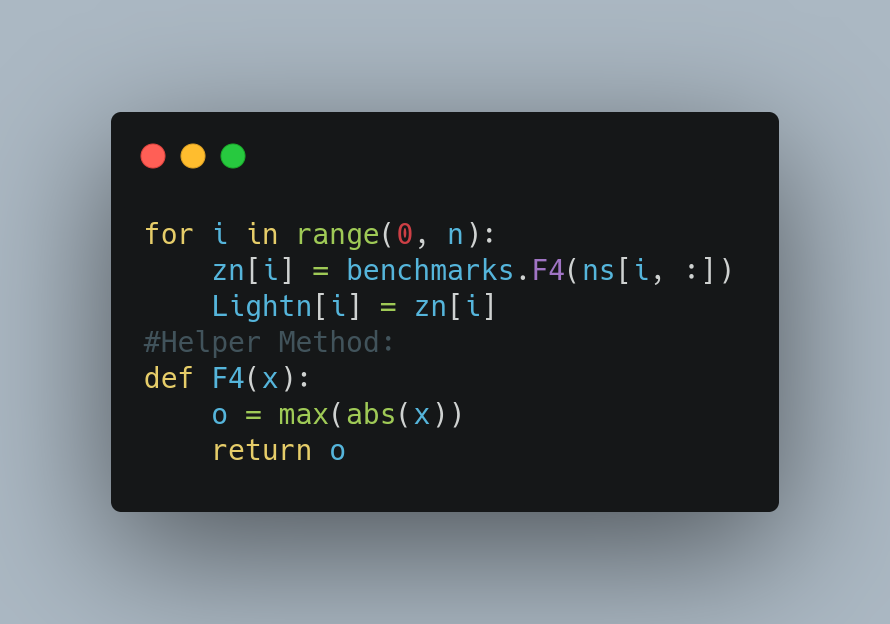 for i in range(0, n):
    zn[i] = benchmarks.F4(ns[i, :])
    Lightn[i] = zn[i]
#Helper Method:
def F4(x):
    o = max(abs(x))
    return o